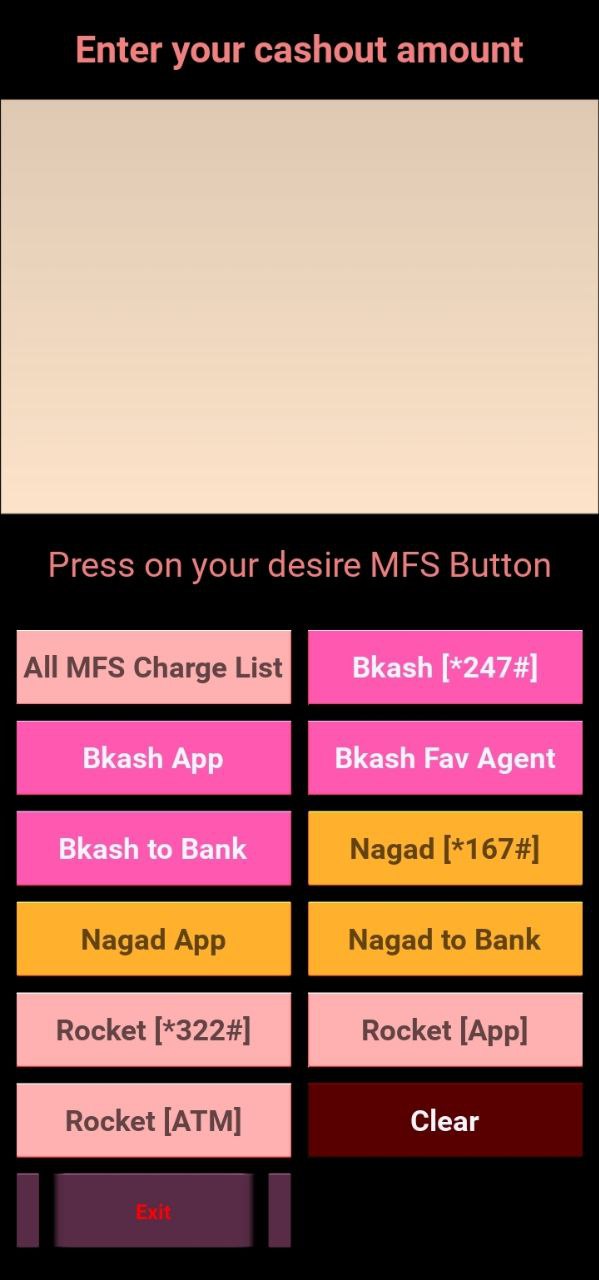 Enter your cashout amount
Press on your desire MFS Button
All MFS Charge List
Bkash [*247#]
Bkash App
Bkash Fav Agent
Bkash to Bank
Nagad [*167#]
Nagad App
Nagad to Bank
Rocket [*322#]
Rocket [App]
Rocket [ATM]
Clear
Exit